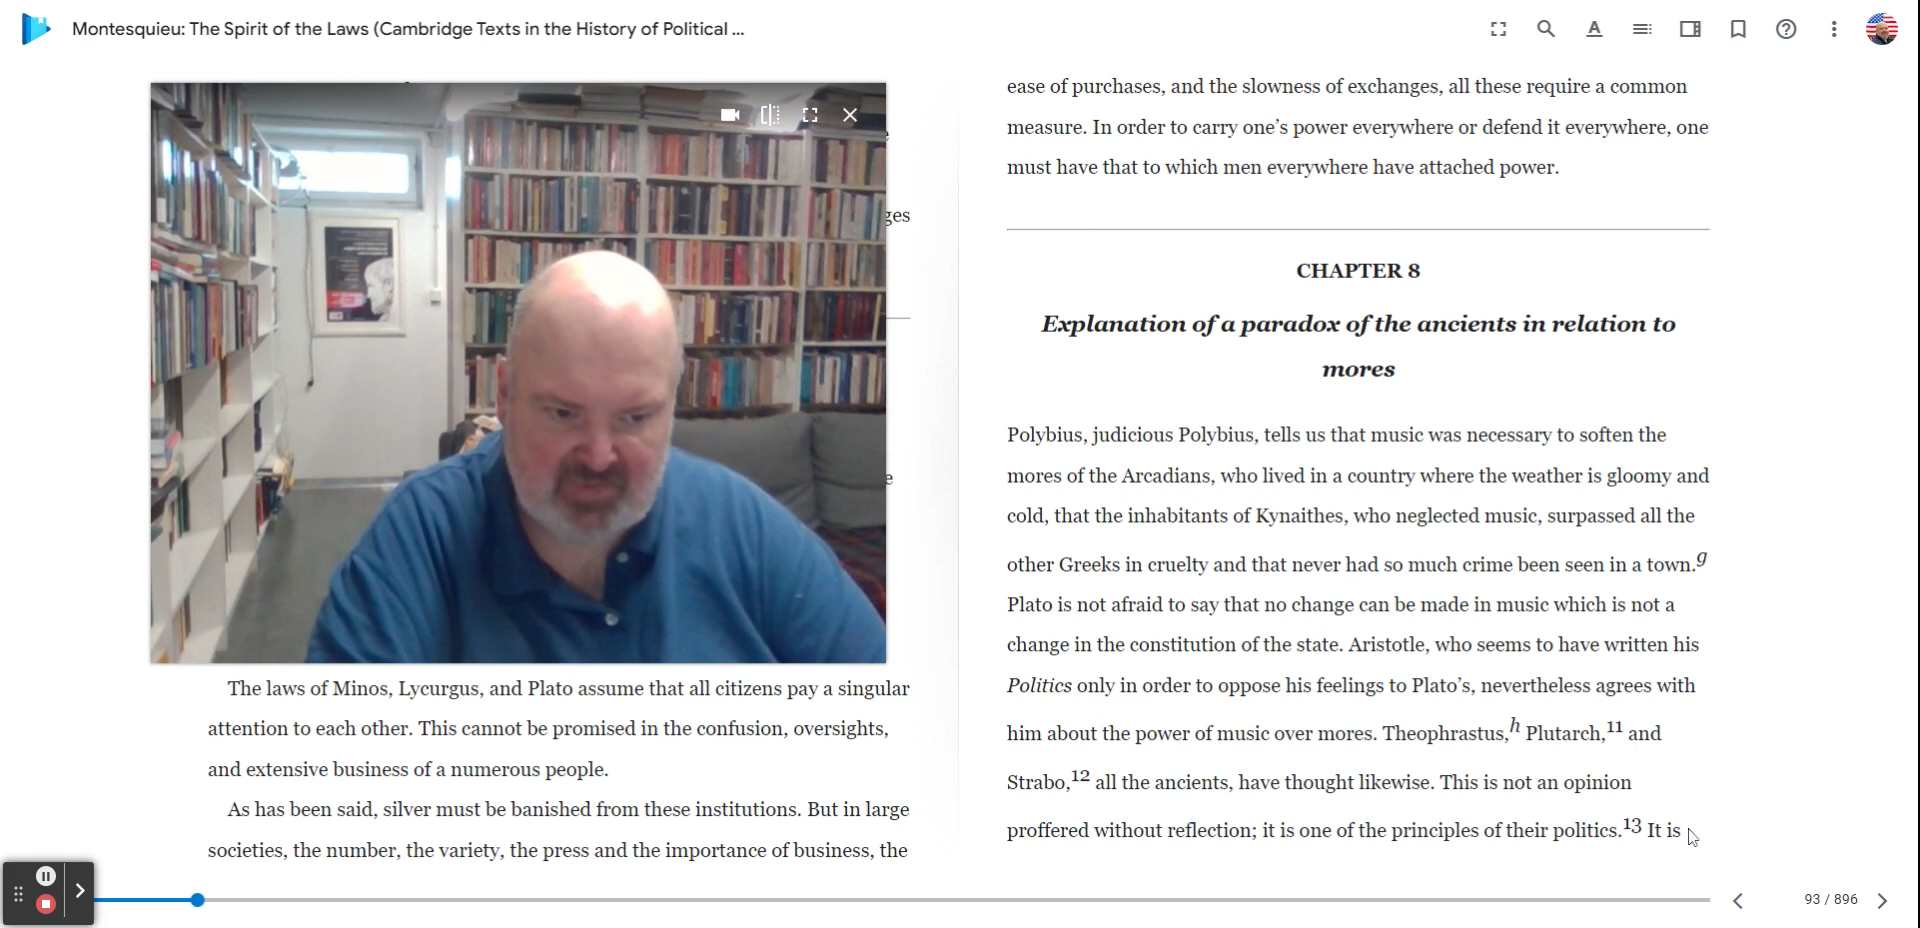 Montesquieu: The Spirit of the Laws (Cambridge Texts in the History of Political ...
ges
e
The laws of Minos, Lycurgus, and Plato assume that all citizens pay a singular
attention to each other. This cannot be promised in the confusion, oversights,
and extensive business of a numerous people.
As has been said, silver must be banished from these institutions. But in large
societies, the number, the variety, the press and the importance of business, the
ease of purchases, and the slowness of exchanges, all these require a common
measure. In order to carry one’s power everywhere or defend it everywhere, one
must have that to which men everywhere have attached power.
CHAPTER 8
Explanation of a paradox of the ancients in relation to
mores
Polybius, judicious Polybius, tells us that music was necessary to soften the
mores of the Arcadians, who lived in a country where the weather is gloomy and
cold, that the inhabitants of Kynaithes, who neglected music, surpassed all the
other Greeks in cruelty and that never had so much crime been seen in a town.g
Plato is not afraid to say that no change can be made in music which is not a
change in the constitution of the state. Aristotle, who seems to have written his
Politics only in order to oppose his feelings to Plato’s, nevertheless agrees with
him about the power of music over mores. Theophrastus,h Plutarch,11 and
Strabo,12 all the ancients, have thought likewise. This is not an opinion
proffered without reflection; it is one of the principles of their politics.13 It is
93 / 896